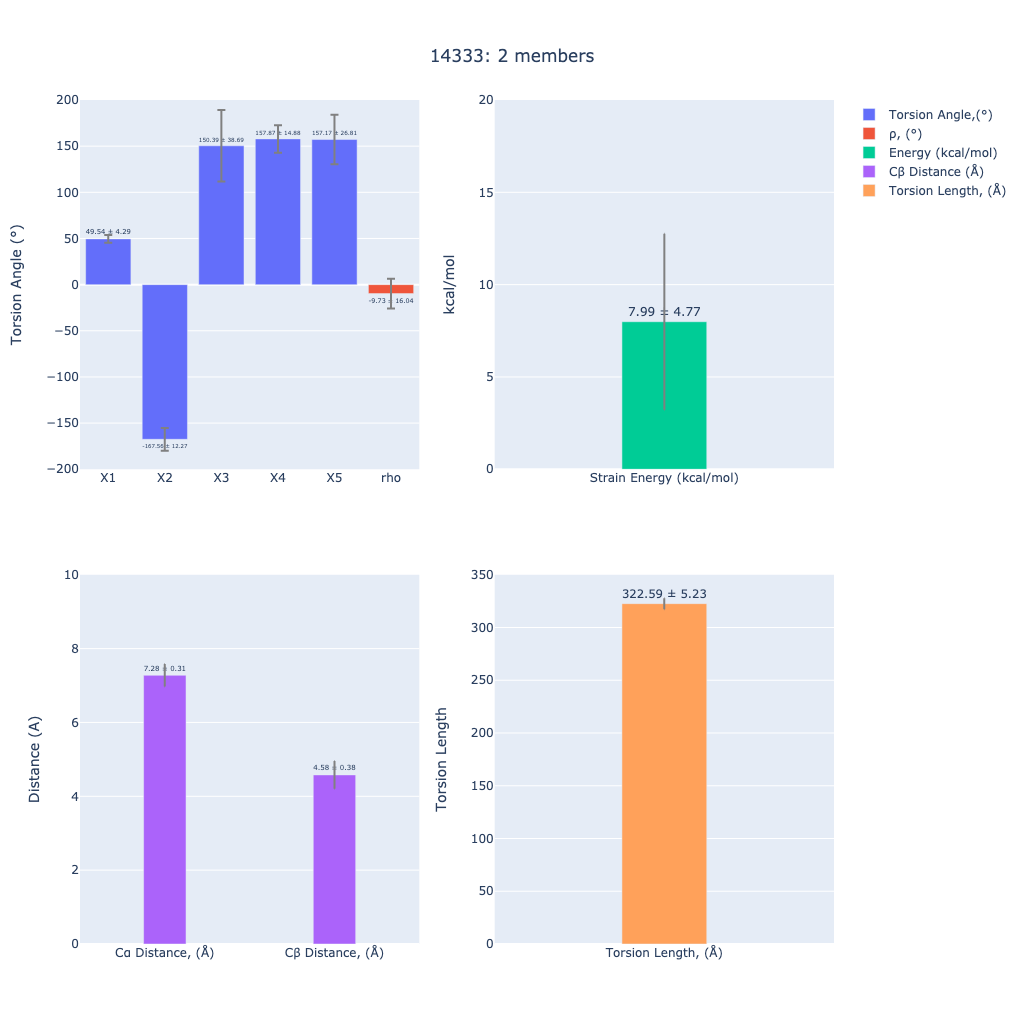 14333: 2 members
Torsion Angle (°)
200
150
100
50
0
−50
−100
−150
−200
49.54 ± 4.29
-167.56 ± 12.27
150.39 ± 38.69
157.87 ± 14.88
157.17 ± 26.81
-9.73 ± 16.04
X1 X2 X3 X4 X5 rho
kcal/mol
20
15
10
5
0
7.99 ± 4.77
Strain Energy (kcal/mol)
Torsion Angle,(°)
ρ, (°)
Energy (kcal/mol)
Cβ Distance (Å)
Torsion Length, (Å)
Distance (A)
10
8
6
4
2
0
7.28 ± 0.31
4.58 ± 0.38
Cα Distance, (Å) Cβ Distance, (Å)
Torsion Length
350
300
250
200
150
100
50
0
322.59 ± 5.23
Torsion Length, (Å)